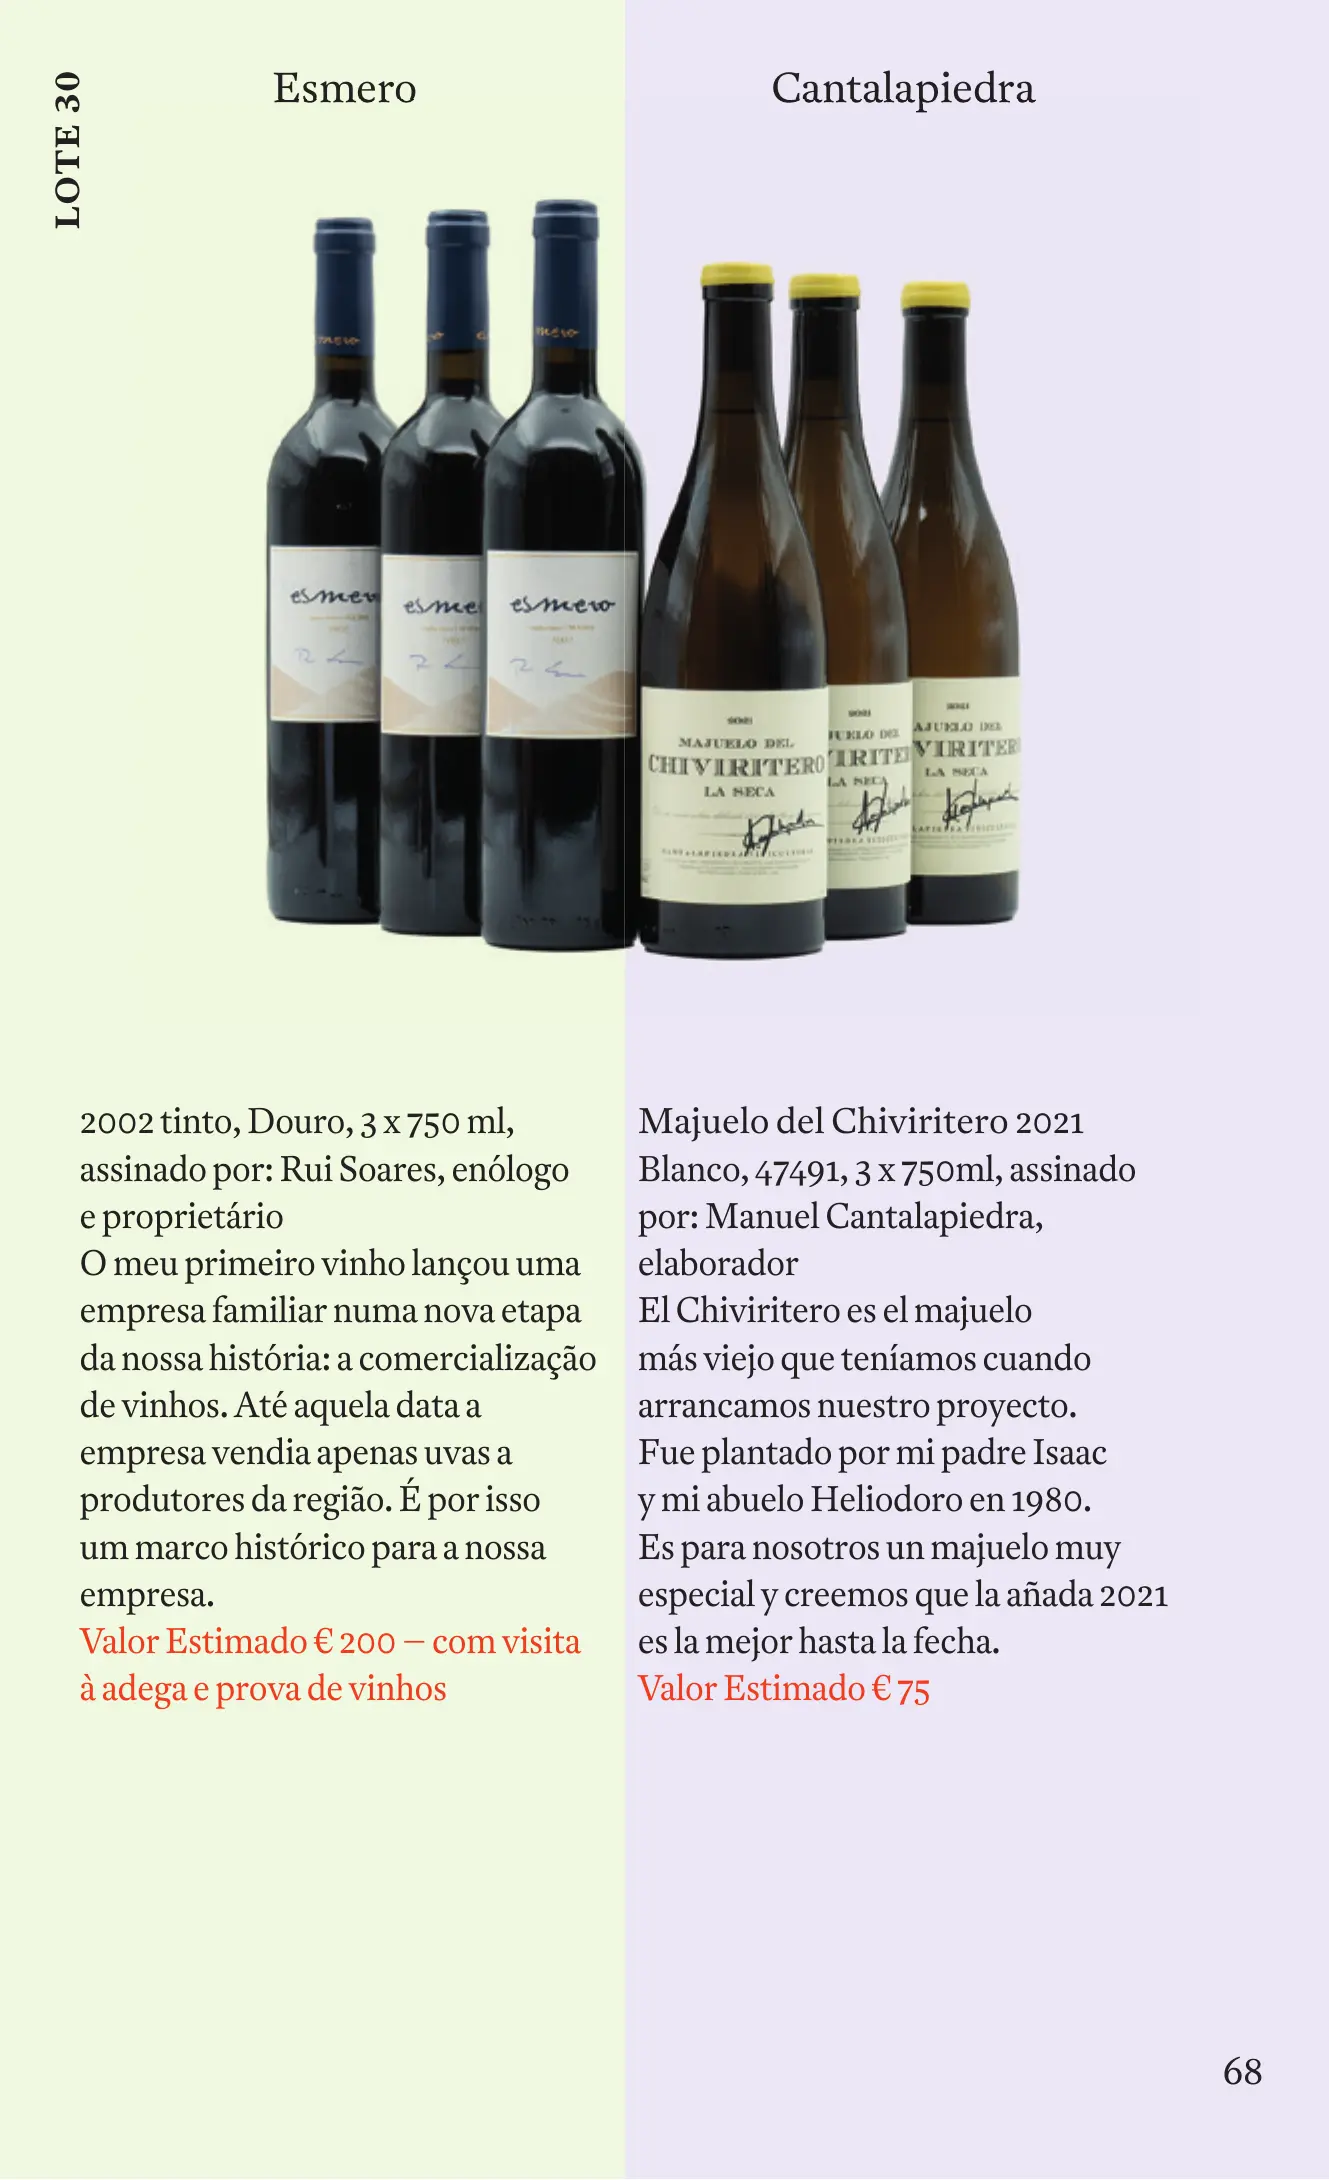 LOTE 30
Esmero
Cantalapiedra
esmero
esmero
2021
MAJUELO DEL
CHIVIRITERO
LA SECA
2021
2021
LA SECA
2002 tinto, Douro, 3 x 750 ml,
assinado por: Rui Soares, enólogo
e proprietário
O meu primeiro vinho lançou uma
empresa familiar numa nova etapa
da nossa história: a comercialização
de vinhos. Até aquela data a
empresa vendia apenas uvas a
produtores da região. É por isso
um marco histórico para a nossa
empresa.
Valor Estimado € 200 – com visita
à adega e prova de vinhos
Majuelo del Chiviritero 2021
Blanco, 47491, 3 x 750ml, assinado
por: Manuel Cantalapiedra,
elaborador
El Chiviritero es el majuelo
más viejo que teníamos cuando
arrancamos nuestro proyecto.
Fue plantado por mi padre Isaac
y mi abuelo Heliodoro en 1980.
Es para nosotros un majuelo muy
especial y creemos que la añada 2021
es la mejor hasta la fecha.
Valor Estimado € 75
68